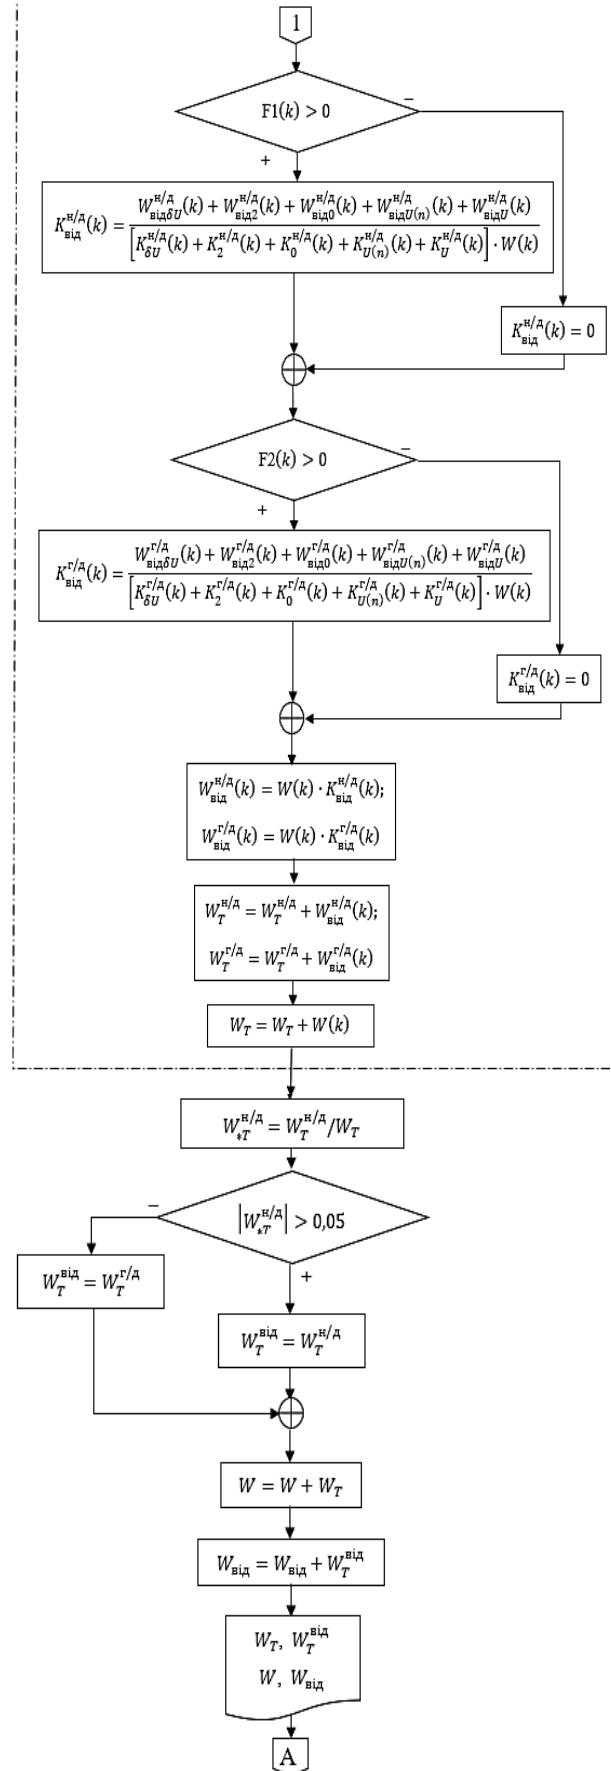 1
F1(k) > 0
−
+
K_від^н/д(k) = (W_відδU^н/д(k) + W_від2^н/д(k) + W_від0^н/д(k) + W_відU(n)^н/д(k) + W_відU^н/д(k)) / ([K_δU^н/д(k) + K_2^н/д(k) + K_0^н/д(k) + K_U(n)^н/д(k) + K_U^н/д(k)] · W(k))
K_від^н/д(k) = 0
F2(k) > 0
−
+
K_від^г/д(k) = (W_відδU^г/д(k) + W_від2^г/д(k) + W_від0^г/д(k) + W_відU(n)^г/д(k) + W_відU^г/д(k)) / ([K_δU^г/д(k) + K_2^г/д(k) + K_0^г/д(k) + K_U(n)^г/д(k) + K_U^г/д(k)] · W(k))
K_від^г/д(k) = 0
W_від^н/д(k) = W(k) · K_від^н/д(k);
W_від^г/д(k) = W(k) · K_від^г/д(k)
W_T^н/д = W_T^н/д + W_від^н/д(k);
W_T^г/д = W_T^г/д + W_від^г/д(k)
W_T = W_T + W(k)
W_*T^н/д = W_T^н/д/W_T
−
|W_*T^н/д| > 0,05
+
W_T^від = W_T^г/д
W_T^від = W_T^н/д
W = W + W_T
W_від = W_від + W_T^від
W_T, W_T^від
W, W_від
A